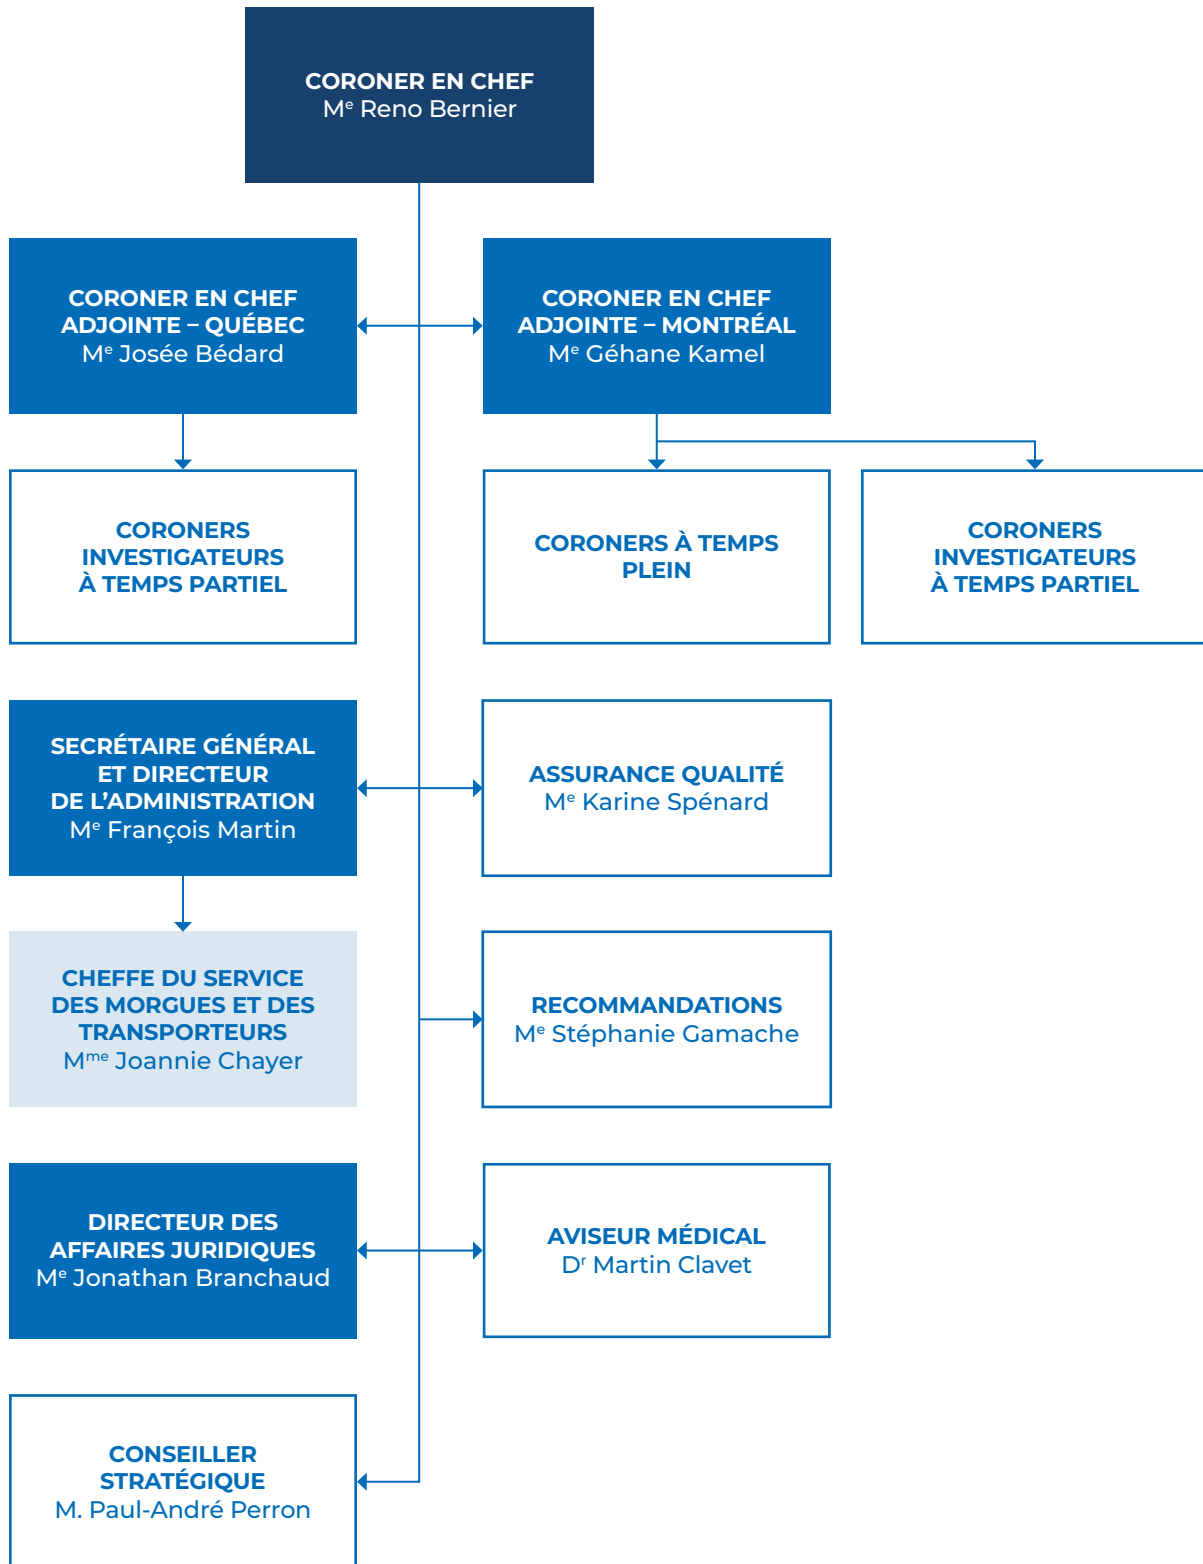 CORONER EN CHEF
Mᵉ Reno Bernier
CORONER EN CHEF
ADJOINTE – QUÉBEC
Mᵉ Josée Bédard
CORONER EN CHEF
ADJOINTE – MONTRÉAL
Mᵉ Géhane Kamel
CORONERS
INVESTIGATEURS
À TEMPS PARTIEL
CORONERS À TEMPS
PLEIN
CORONERS
INVESTIGATEURS
À TEMPS PARTIEL
SECRÉTAIRE GÉNÉRAL
ET DIRECTEUR
DE L'ADMINISTRATION
Mᵉ François Martin
ASSURANCE QUALITÉ
Mᵉ Karine Spénard
CHEFFE DU SERVICE
DES MORGUES ET DES
TRANSPORTEURS
Mᵐᵉ Joannie Chayer
RECOMMANDATIONS
Mᵉ Stéphanie Gamache
DIRECTEUR DES
AFFAIRES JURIDIQUES
Mᵉ Jonathan Branchaud
AVISEUR MÉDICAL
Dʳ Martin Clavet
CONSEILLER
STRATÉGIQUE
M. Paul-André Perron